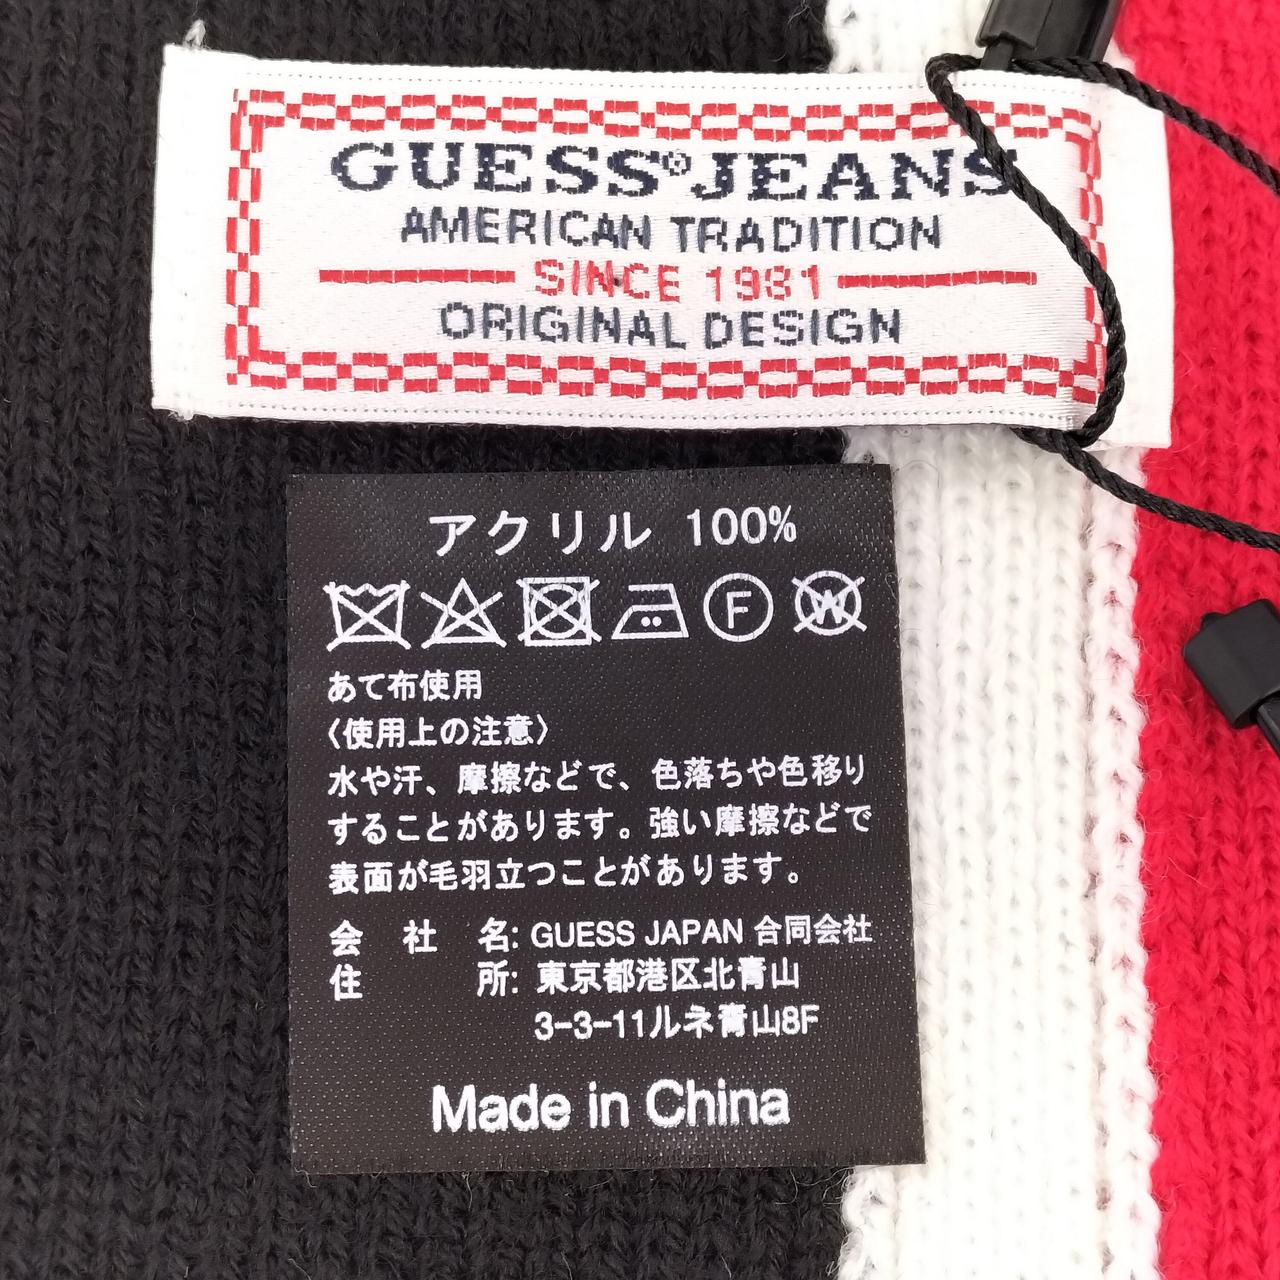 GUESS®JEANS
AMERICAN TRADITION
SINCE 1981
ORIGINAL DESIGN
アクリル 100%
F W
あて布使用
〈使用上の注意〉
水や汗、摩擦などで、色落ちや色移り
することがあります。強い摩擦などで
表面が毛羽立つことがあります。
会社名: GUESS JAPAN 合同会社
住所: 東京都港区北青山
3-3-11ルネ青山8F
Made in China